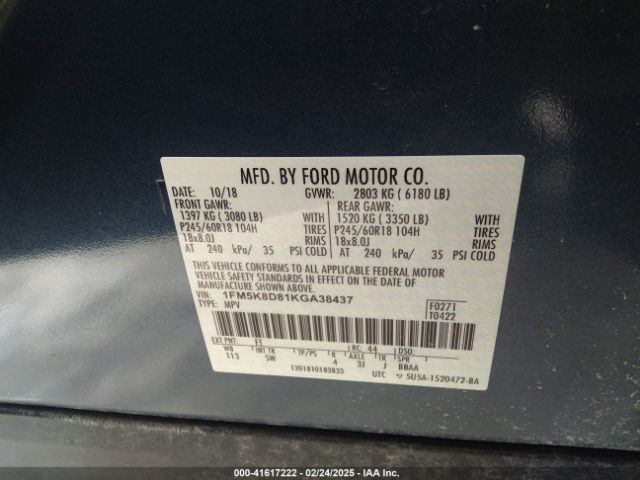 MFD. BY FORD MOTOR CO.
DATE: 10/18 GVWR: 2803 KG ( 6180 LB)
FRONT GAWR: REAR GAWR:
1397 KG ( 3080 LB) WITH 1520 KG ( 3350 LB) WITH
P245/60R18 104H TIRES P245/60R18 104H TIRES
18x8.0J RIMS 18x8.0J RIMS
AT 240 kPa/ 35 PSI COLD AT 240 kPa/ 35 PSI COLD
THIS VEHICLE CONFORMS TO ALL APPLICABLE FEDERAL MOTOR
VEHICLE SAFETY STANDARDS IN EFFECT ON THE DATE OF
MANUFACTURE SHOWN ABOVE.
VIN: 1FM5K8D81KGA38437 F0271
TYPE: MPV T0422
EXT PNT: FT RC: 44 DSO:
WB INT TR TP/PS R AXLE TR SPR
113 SW 4 3J J BBAA
1201810183833 UTC ▽ 5U5A-1520472-BA
000-41617222 - 02/24/2025 - IAA Inc.